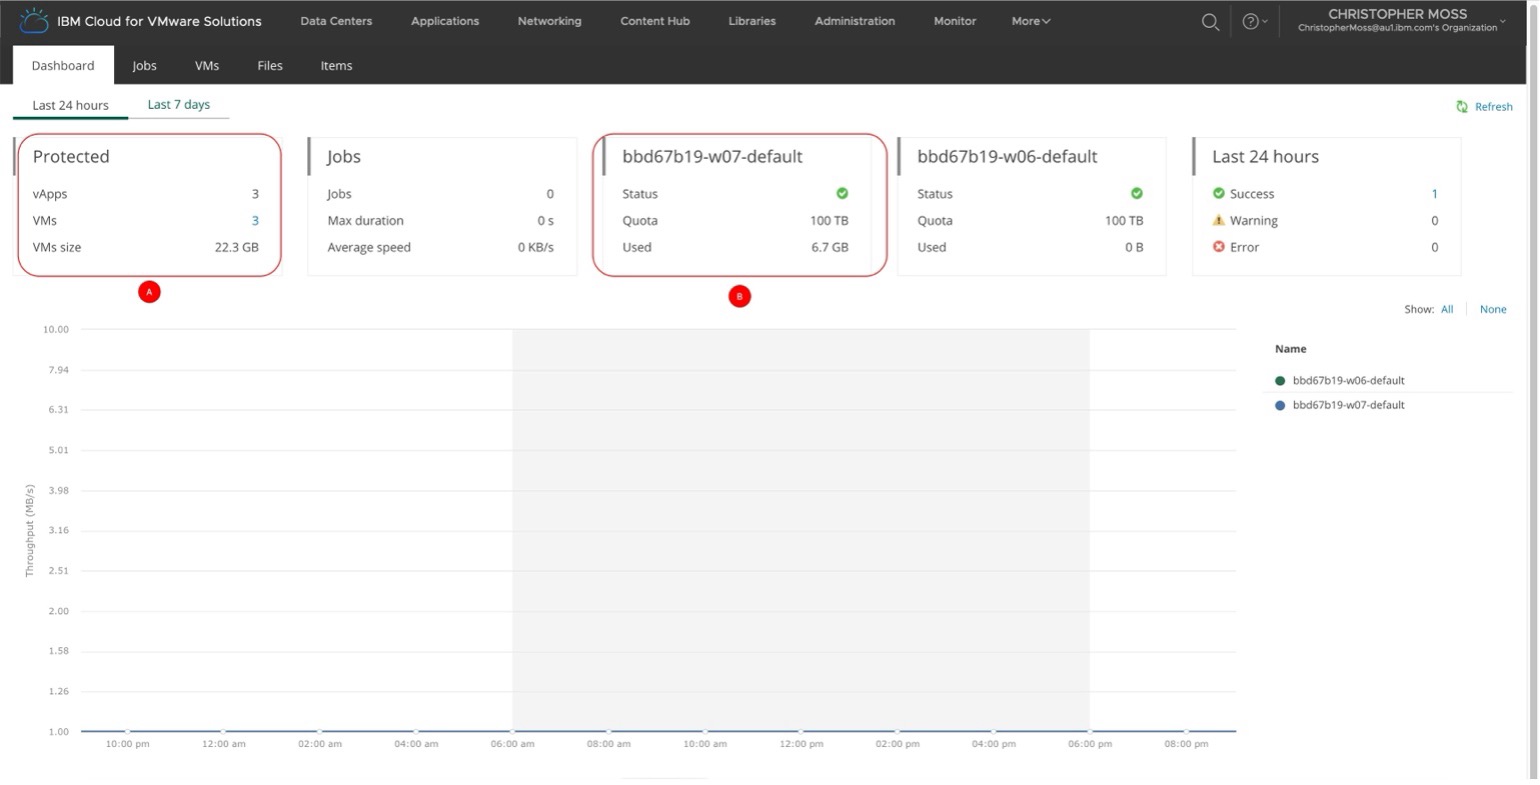 IBM Cloud for VMware Solutions Data Centers Applications Networking Content Hub Libraries Administration Monitor More CHRISTOPHER MOSS
ChristopherMoss@au1.ibm.com's Organization
Dashboard Jobs VMs Files Items
Last 24 hours Last 7 days Refresh
Protected
vApps 3
VMs 3
VMs size 22.3 GB
A
Jobs
Jobs 0
Max duration 0 s
Average speed 0 KB/s
bbd67b19-w07-default
Status
Quota 100 TB
Used 6.7 GB
B
bbd67b19-w06-default
Status
Quota 100 TB
Used 0 B
Last 24 hours
Success 1
Warning 0
Error 0
Show: All None
Name
bbd67b19-w06-default
bbd67b19-w07-default
Throughput (MB/s)
10.00
7.94
6.31
5.01
3.98
3.16
2.51
2.00
1.58
1.26
1.00
10:00 pm 12:00 am 02:00 am 04:00 am 06:00 am 08:00 am 10:00 am 12:00 pm 02:00 pm 04:00 pm 06:00 pm 08:00 pm